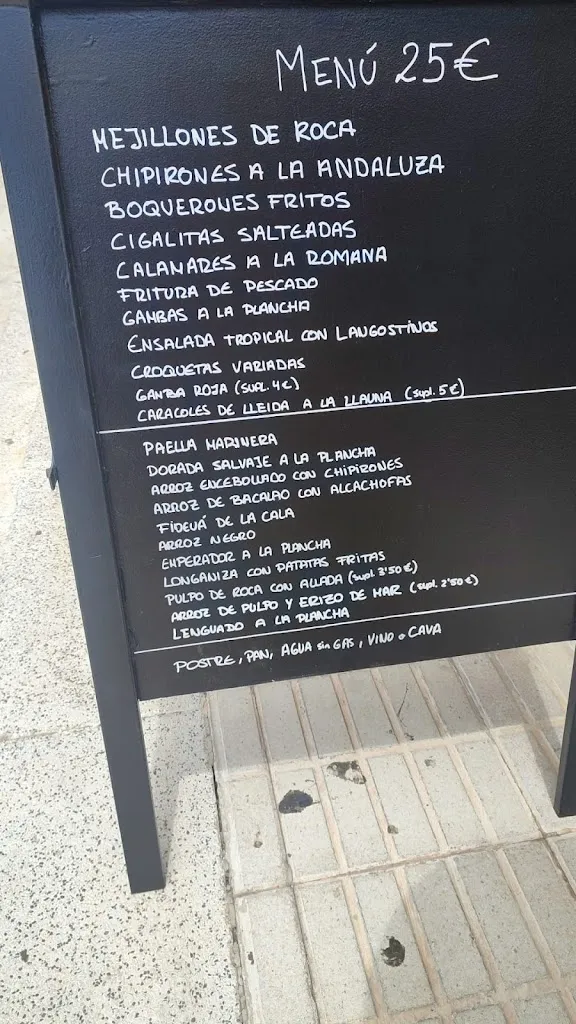 MENÚ 25€
MEJILLONES DE ROCA
CHIPIRONES A LA ANDALUZA
BOQUERONES FRITOS
CIGALITAS SALTEADAS
CALAMARES A LA ROMANA
FRITURA DE PESCADO
GAMBAS A LA PLANCHA
ENSALADA TROPICAL CON LANGOSTINOS
CROQUETAS VARIADAS
GAMBA ROJA (SUPL. 4€)
CARACOLES DE LLEIDA A LA LLAUNA (supl. 5€)
PAELLA MARINERA
DORADA SALVAJE A LA PLANCHA
ARROZ ENCEBOLLADO CON CHIPIRONES
ARROZ DE BACALAO CON ALCACHOFAS
FIDEUÁ DE LA CALA
ARROZ NEGRO
EMPERADOR A LA PLANCHA
LONGANIZA CON PATATAS FRITAS
PULPO DE ROCA CON ALLADA (supl. 3'50€)
ARROZ DE PULPO Y ERIZO DE MAR (supl. 2'50€)
LENGUADO A LA PLANCHA
POSTRE, PAN, AGUA sin GAS, VINO o CAVA